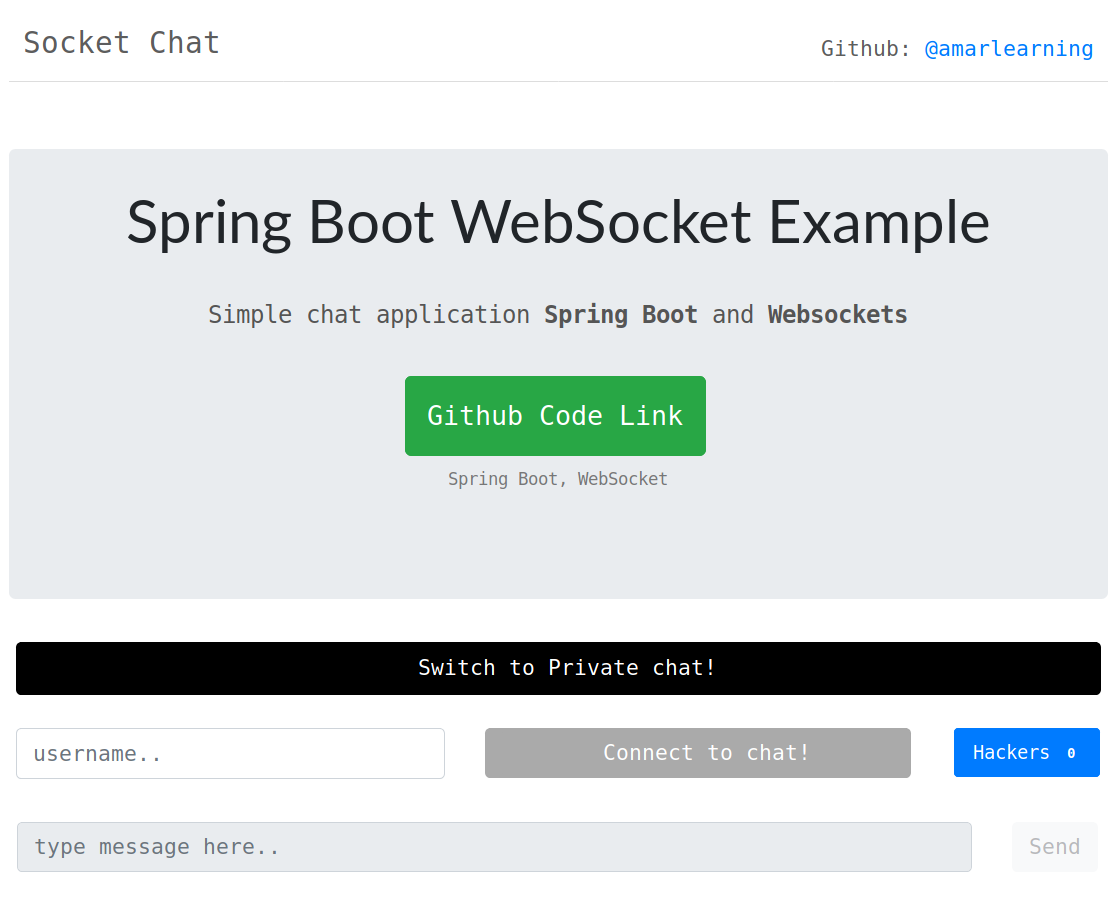 Socket Chat
Github: @amarlearning
Spring Boot WebSocket Example
Simple chat application Spring Boot and Websockets
Github Code Link
Spring Boot, WebSocket
Switch to Private chat!
username..
Connect to chat!
Hackers 0
type message here..
Send